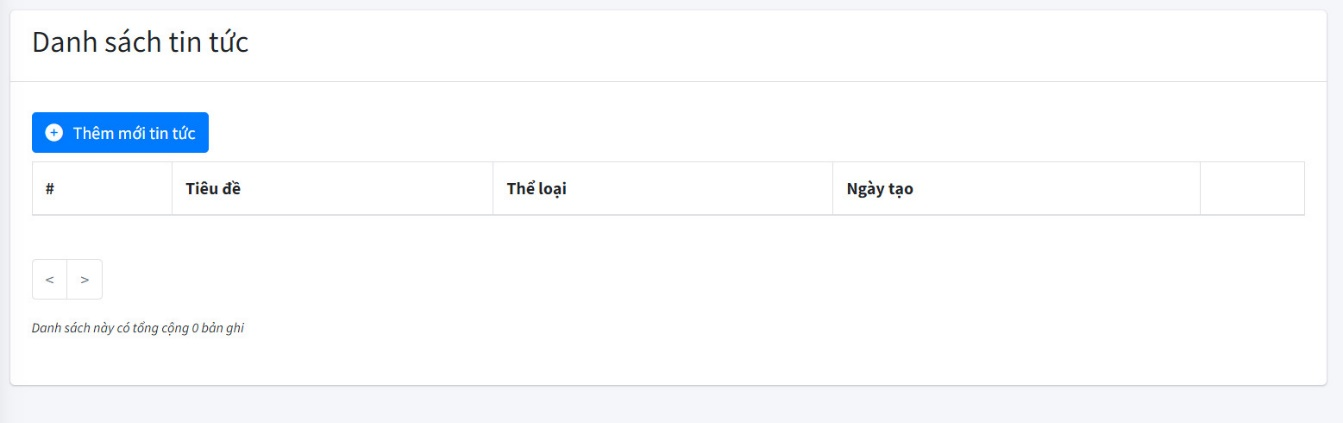 Danh sách tin tức
Thêm mới tin tức
# Tiêu đề Thể loại Ngày tạo
< >
Danh sách này có tổng cộng 0 bản ghi